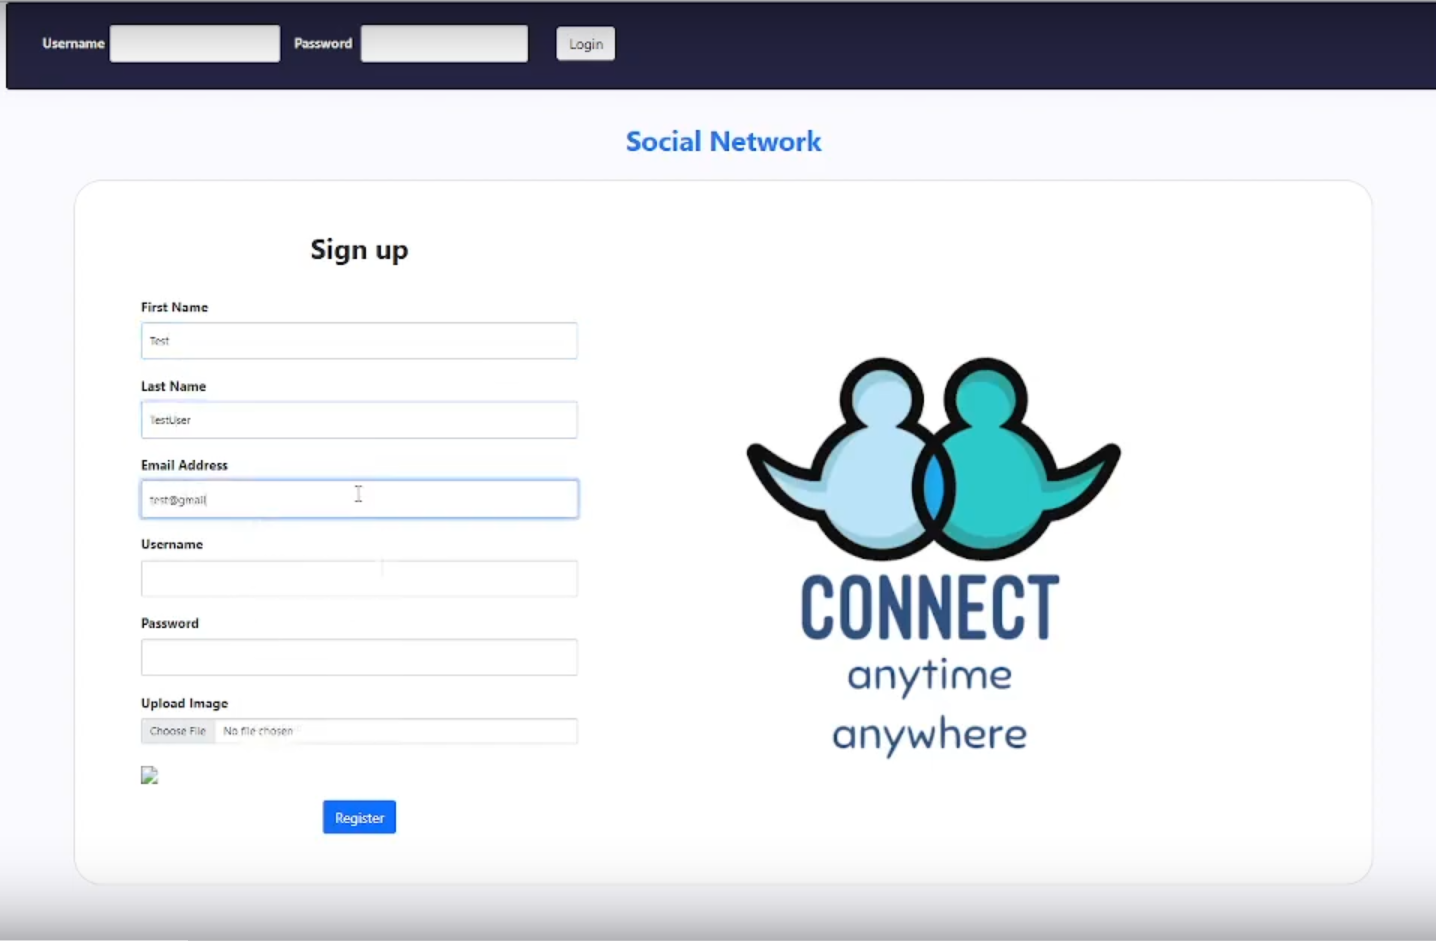 Username Password Login
Social Network
Sign up
First Name
Test
Last Name
TestUser
Email Address
test@gmail
Username
Password
Upload Image
Choose File No file chosen
Register
CONNECT
anytime
anywhere